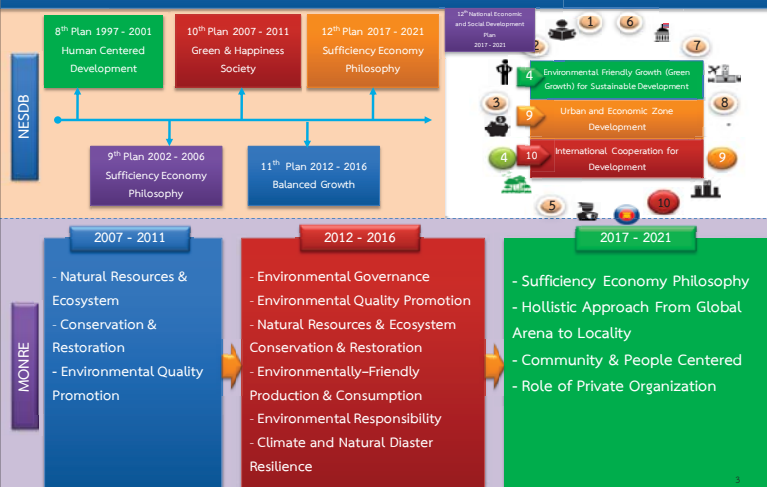 8th Plan 1997 - 2001
Human Centered
Development
10th Plan 2007 - 2011
Green & Happiness
Society
12th Plan 2017 - 2021
Sufficiency Economy
Philosophy
NESDB
9th Plan 2002 - 2006
Sufficiency Economy
Philosophy
11th Plan 2012 - 2016
Balanced Growth
12th National Economic
and Social Development
Plan
2017 - 2021
1
6
2
7
3
8
4
9
5
10
4
Environmental Friendly Growth (Green
Growth) for Sustainable Development
9
Urban and Economic Zone
Development
10
International Cooperation for
Development
MONRE
2007 - 2011
- Natural Resources &
Ecosystem
- Conservation &
Restoration
- Environmental Quality
Promotion
2012 - 2016
- Environmental Governance
- Environmental Quality Promotion
- Natural Resources & Ecosystem
Conservation & Restoration
- Environmentally-Friendly
Production & Consumption
- Environmental Responsibility
- Climate and Natural Diaster
Resilience
2017 - 2021
- Sufficiency Economy Philosophy
- Hollistic Approach From Global
Arena to Locality
- Community & People Centered
- Role of Private Organization
3